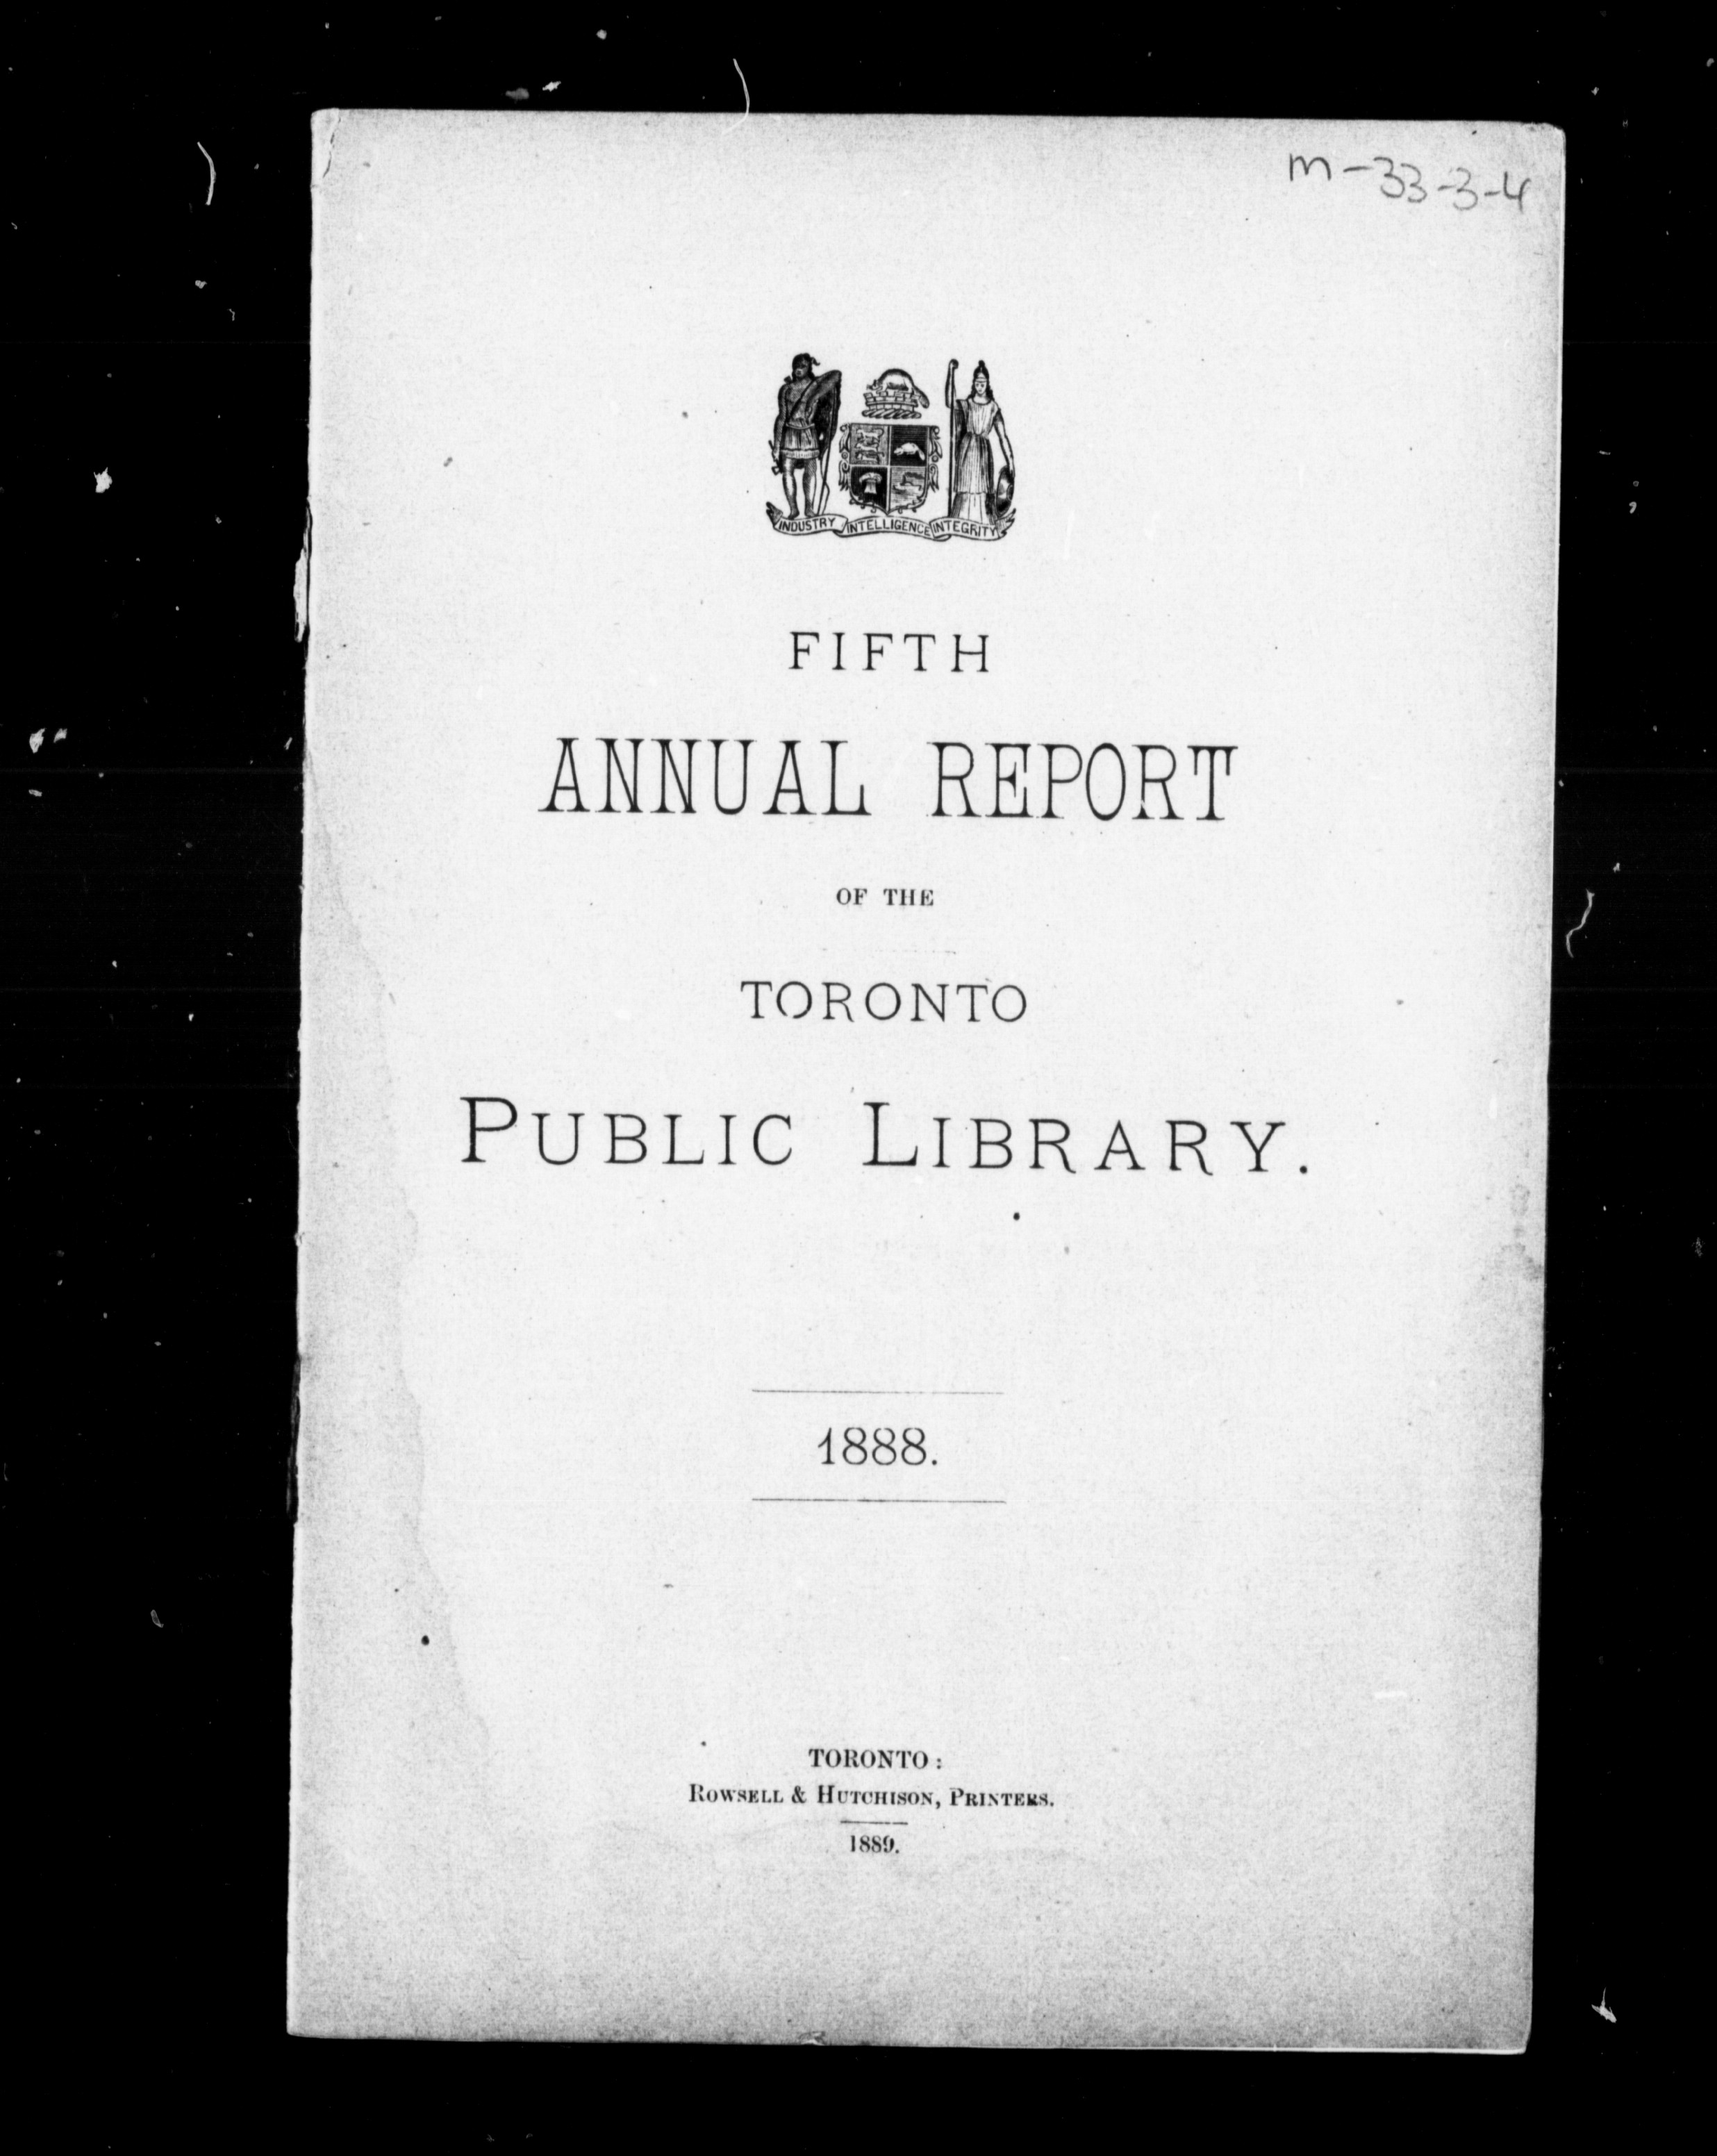 m-33-3-4
INDUSTRY INTELLIGENCE INTEGRITY
FIFTH
ANNUAL REPORT
OF THE
TORONTO
PUBLIC LIBRARY.
1888.
TORONTO:
ROWSELL & HUTCHISON, PRINTERS.
1889.